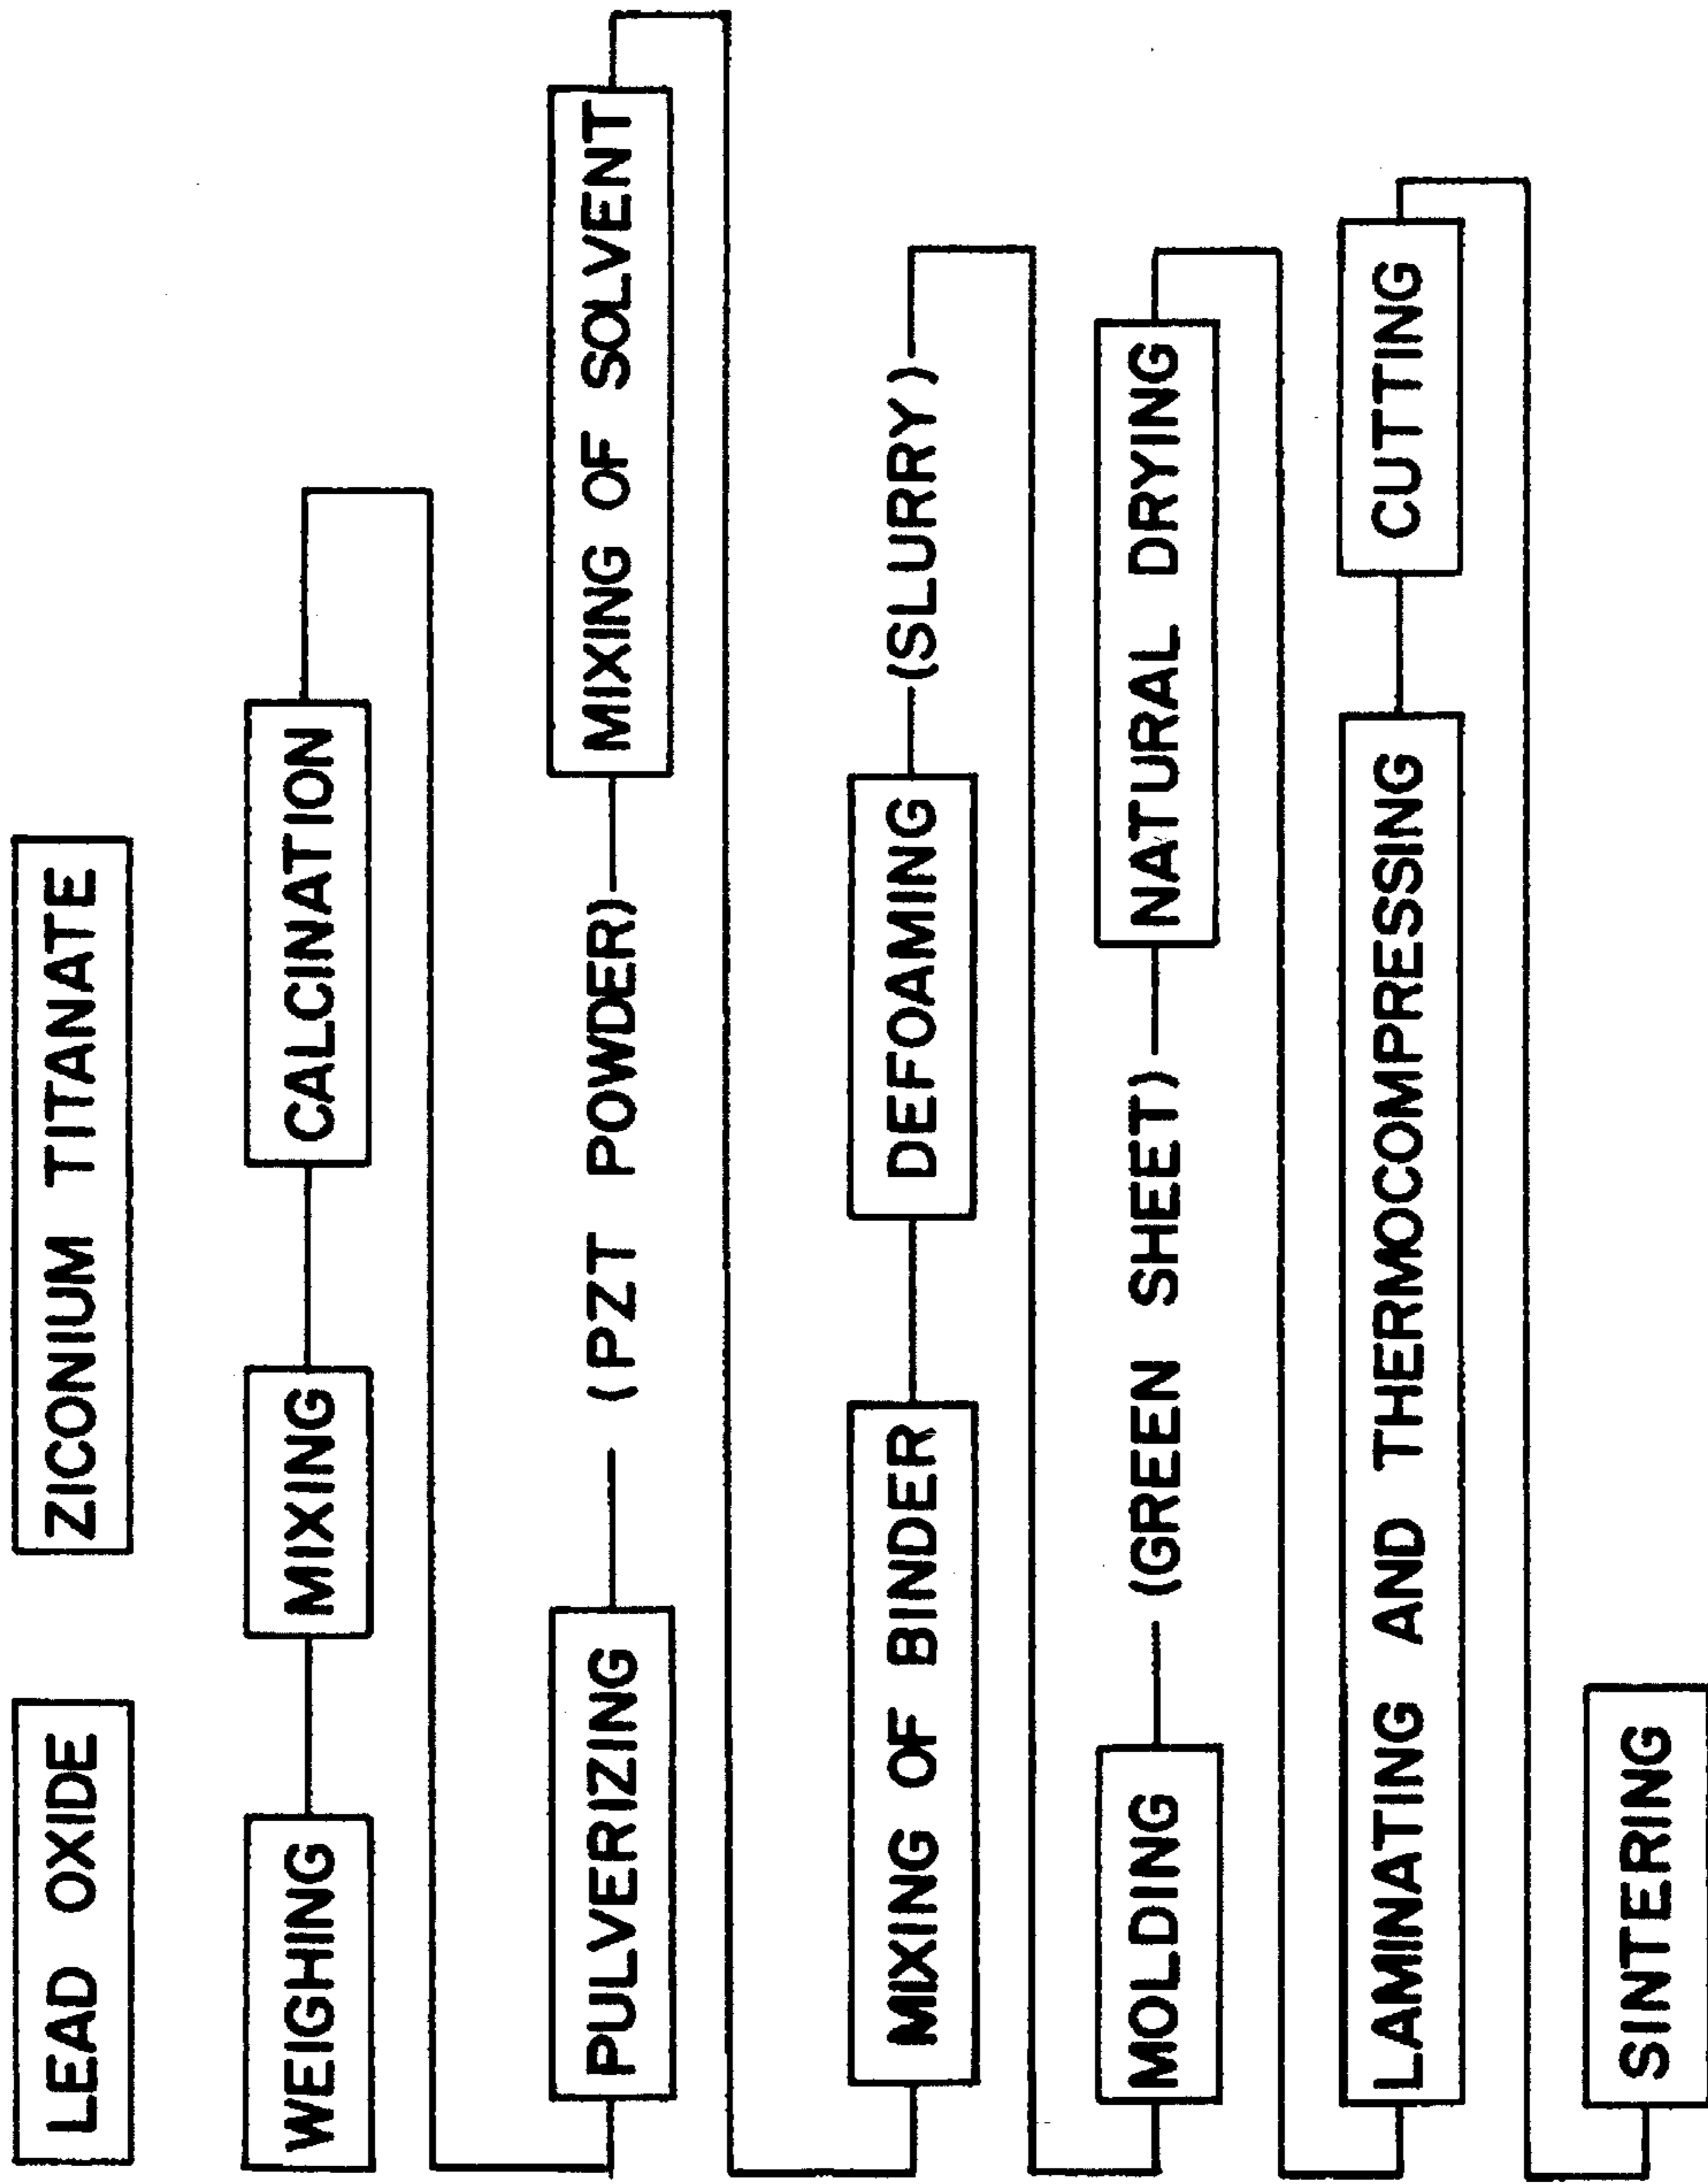 LEAD OXIDE ZICONIUM TITANATE
WEIGHING MIXING CALCINATION
PULVERIZING (PZT POWDER) MIXING OF SOLVENT
MIXING OF BINDER DEFOAMING (SLURRY)
MOLDING (GREEN SHEET) NATURAL DRYING
LAMINATING AND THERMOCOMPRESSING CUTTING
SINTERING